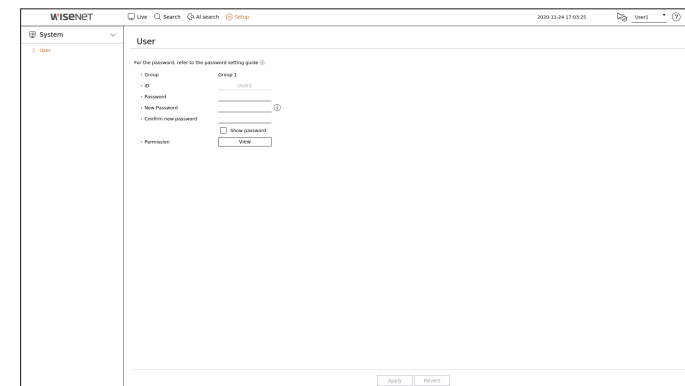 WISENET
Live Search AI search Setup 2020-11-24 17:03:25 User1
System
> User
User
For the password, refer to the password setting guide
Group Group 1
ID User1
Password
New Password
Confirm new password
Show password
Permission View
Apply Revert